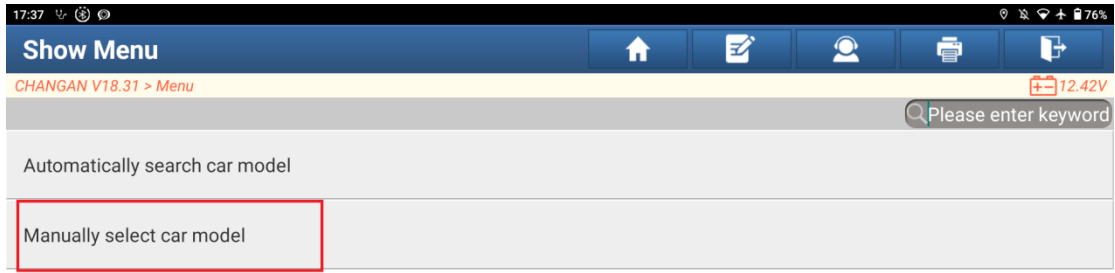 17:37 76%
Show Menu
CHANGAN V18.31 > Menu 12.42V
Please enter keyword
Automatically search car model
Manually select car model